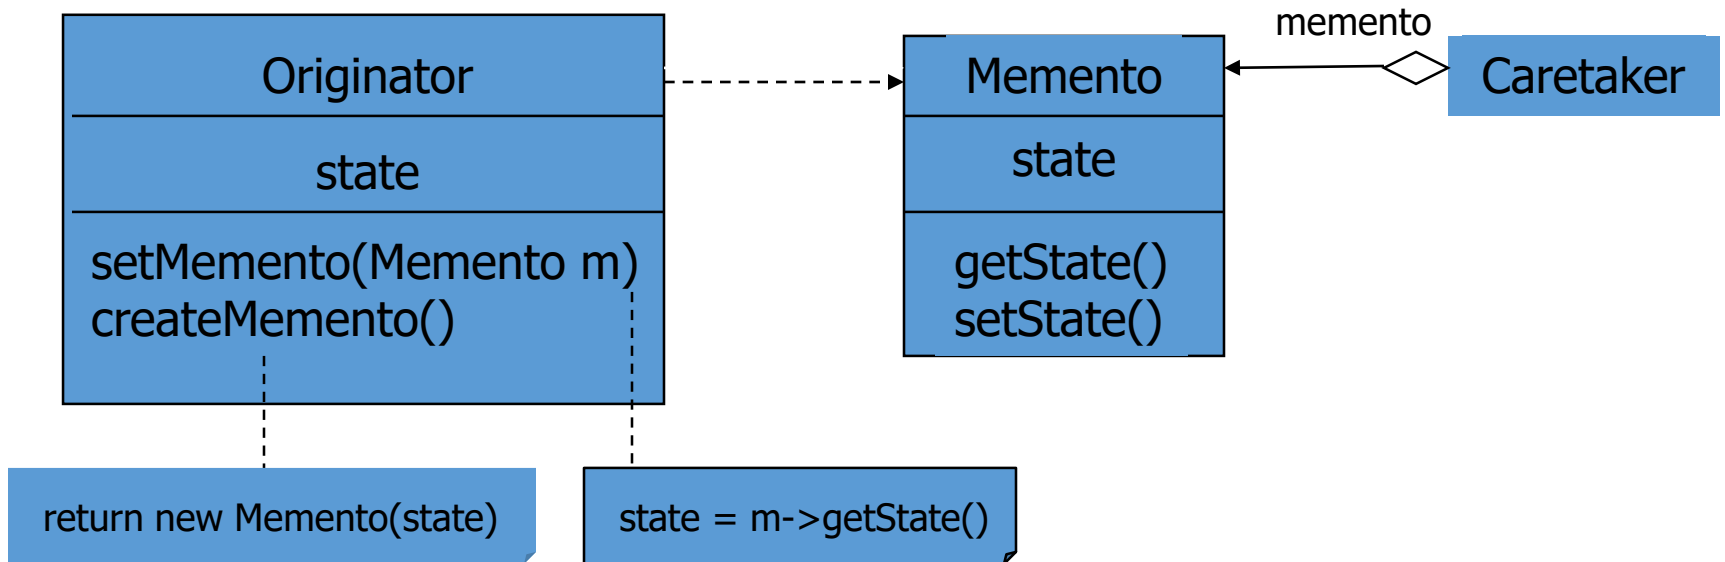 memento
Originator
Memento
Caretaker
state
state
setMemento(Memento m)
createMemento()
getState()
setState()
return new Memento(state)
state = m->getState()